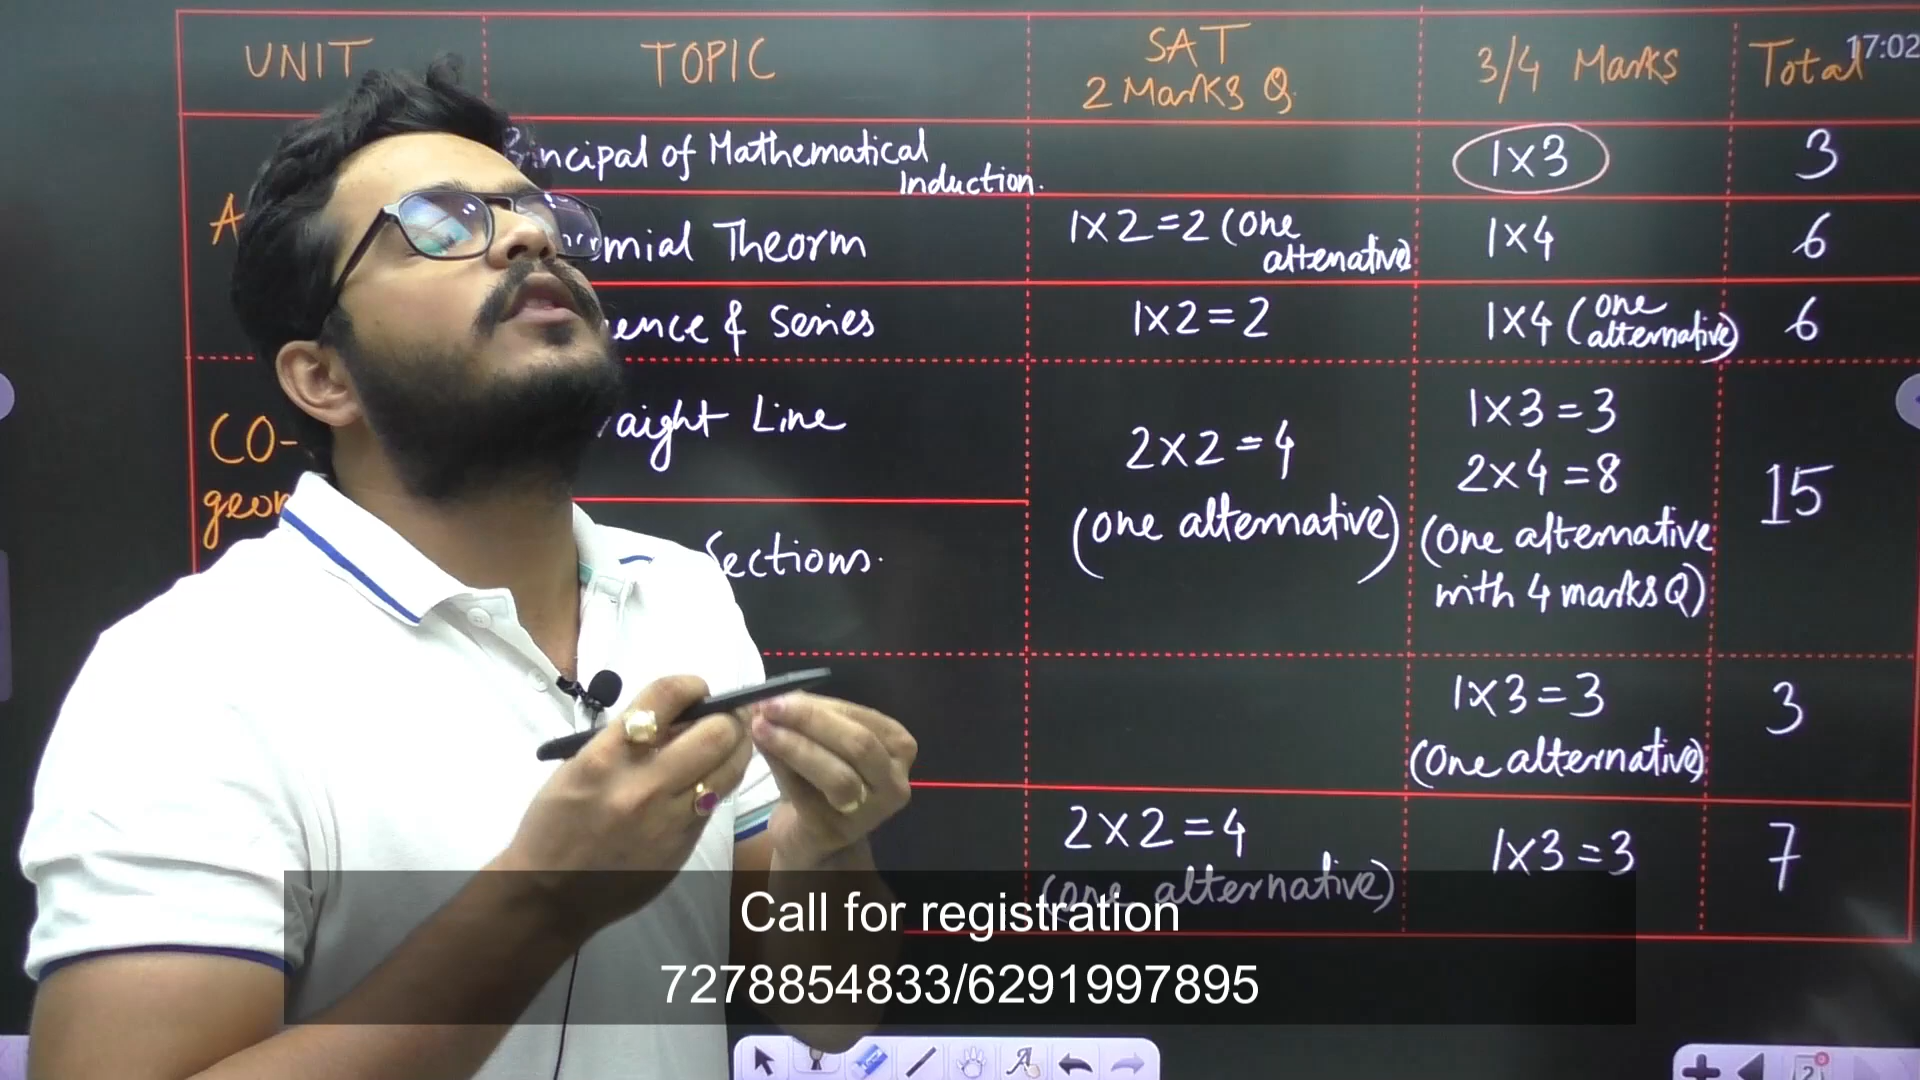 UNIT TOPIC SAT 2 Marks Q. 3/4 Marks Total
17:02
ncipal of Mathematical Induction. 1x3 3
A
mial Theorm 1x2=2 (one attenative) 1x4 6
ence & Series 1x2=2 1x4 (one alternative) 6
CO-
geom
aight Line
ections.
2x2=4
(one alternative)
1x3=3
2x4=8
(one alternative
with 4 marks Q)
15
1x3=3
(one alternative)
3
2x2=4
(one alternative)
1x3=3
7
Call for registration
7278854833/6291997895